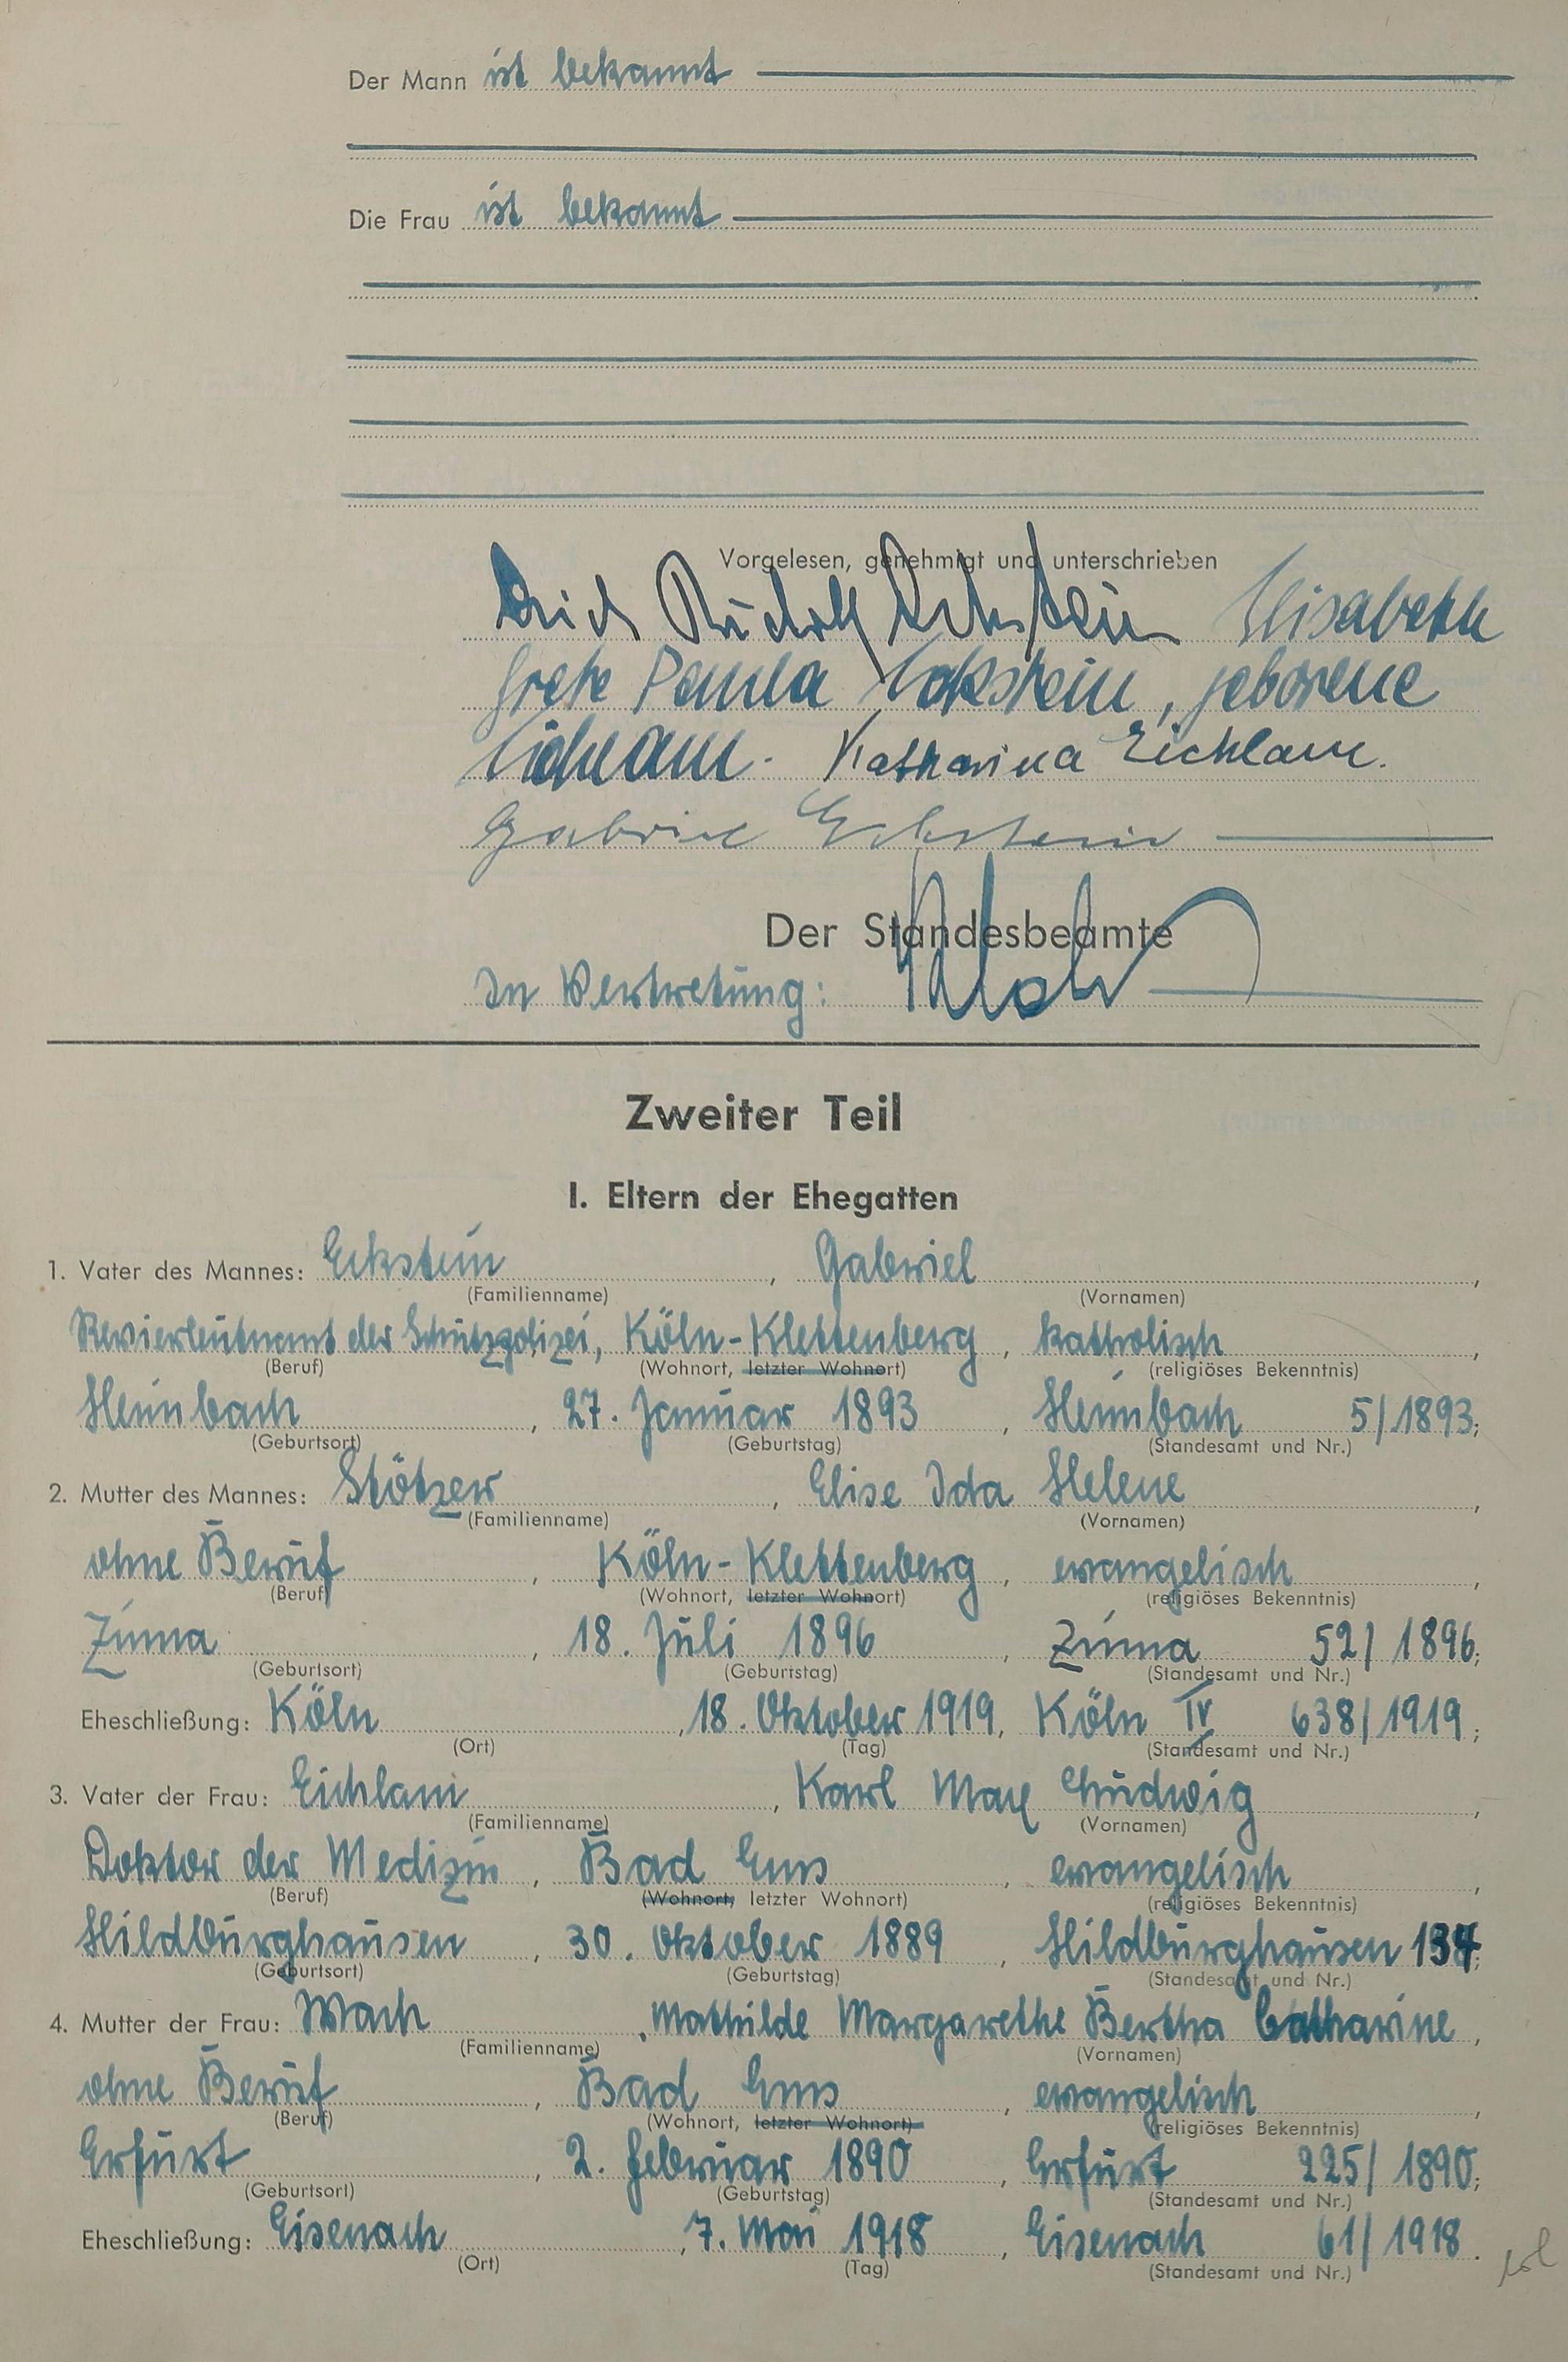 Der Mann ist bekannt
Die Frau ist bekannt
Vorgelesen, genehmigt und unterschrieben
Erich Rudolf Eckstein Elisabeth
Grete Paula Eckstein, geborene
Eichlam. Katharina Eichlam.
Gabriel Eckstein
Der Standesbeamte
In Vertretung:
Zweiter Teil
I. Eltern der Ehegatten
1. Vater des Mannes: Eckstein, Gabriel,
(Familienname) (Vornamen)
Revierleutnant der Schutzpolizei, Köln-Klettenberg, katholisch,
(Beruf) (Wohnort, letzter Wohnort) (religiöses Bekenntnis)
Heimbach, 27. Januar 1893, Heimbach 5/1893;
(Geburtsort) (Geburtstag) (Standesamt und Nr.)
2. Mutter des Mannes: Stötzer, Elise Ida Helene,
(Familienname) (Vornamen)
ohne Beruf, Köln-Klettenberg, evangelisch,
(Beruf) (Wohnort, letzter Wohnort) (religiöses Bekenntnis)
Zimma, 18. Juli 1896, Zimma 52/1896;
(Geburtsort) (Geburtstag) (Standesamt und Nr.)
Eheschließung: Köln, 18. Oktober 1919, Köln IV 638/1919;
(Ort) (Tag) (Standesamt und Nr.)
3. Vater der Frau: Eichlam, Karl Max Ludwig,
(Familienname) (Vornamen)
Doktor der Medizin, Bad Ems, evangelisch,
(Beruf) (Wohnort, letzter Wohnort) (religiöses Bekenntnis)
Hildburghausen, 30. Oktober 1889, Hildburghausen 134;
(Geburtsort) (Geburtstag) (Standesamt und Nr.)
4. Mutter der Frau: Wach, Mathilde Margarethe Bertha Catharine,
(Familienname) (Vornamen)
ohne Beruf, Bad Ems, evangelisch,
(Beruf) (Wohnort, letzter Wohnort) (religiöses Bekenntnis)
Erfurt, 2. Februar 1890, Erfurt 225/1890;
(Geburtsort) (Geburtstag) (Standesamt und Nr.)
Eheschließung: Eisenach, 7. Mai 1918, Eisenach 61/1918.
(Ort) (Tag) (Standesamt und Nr.)